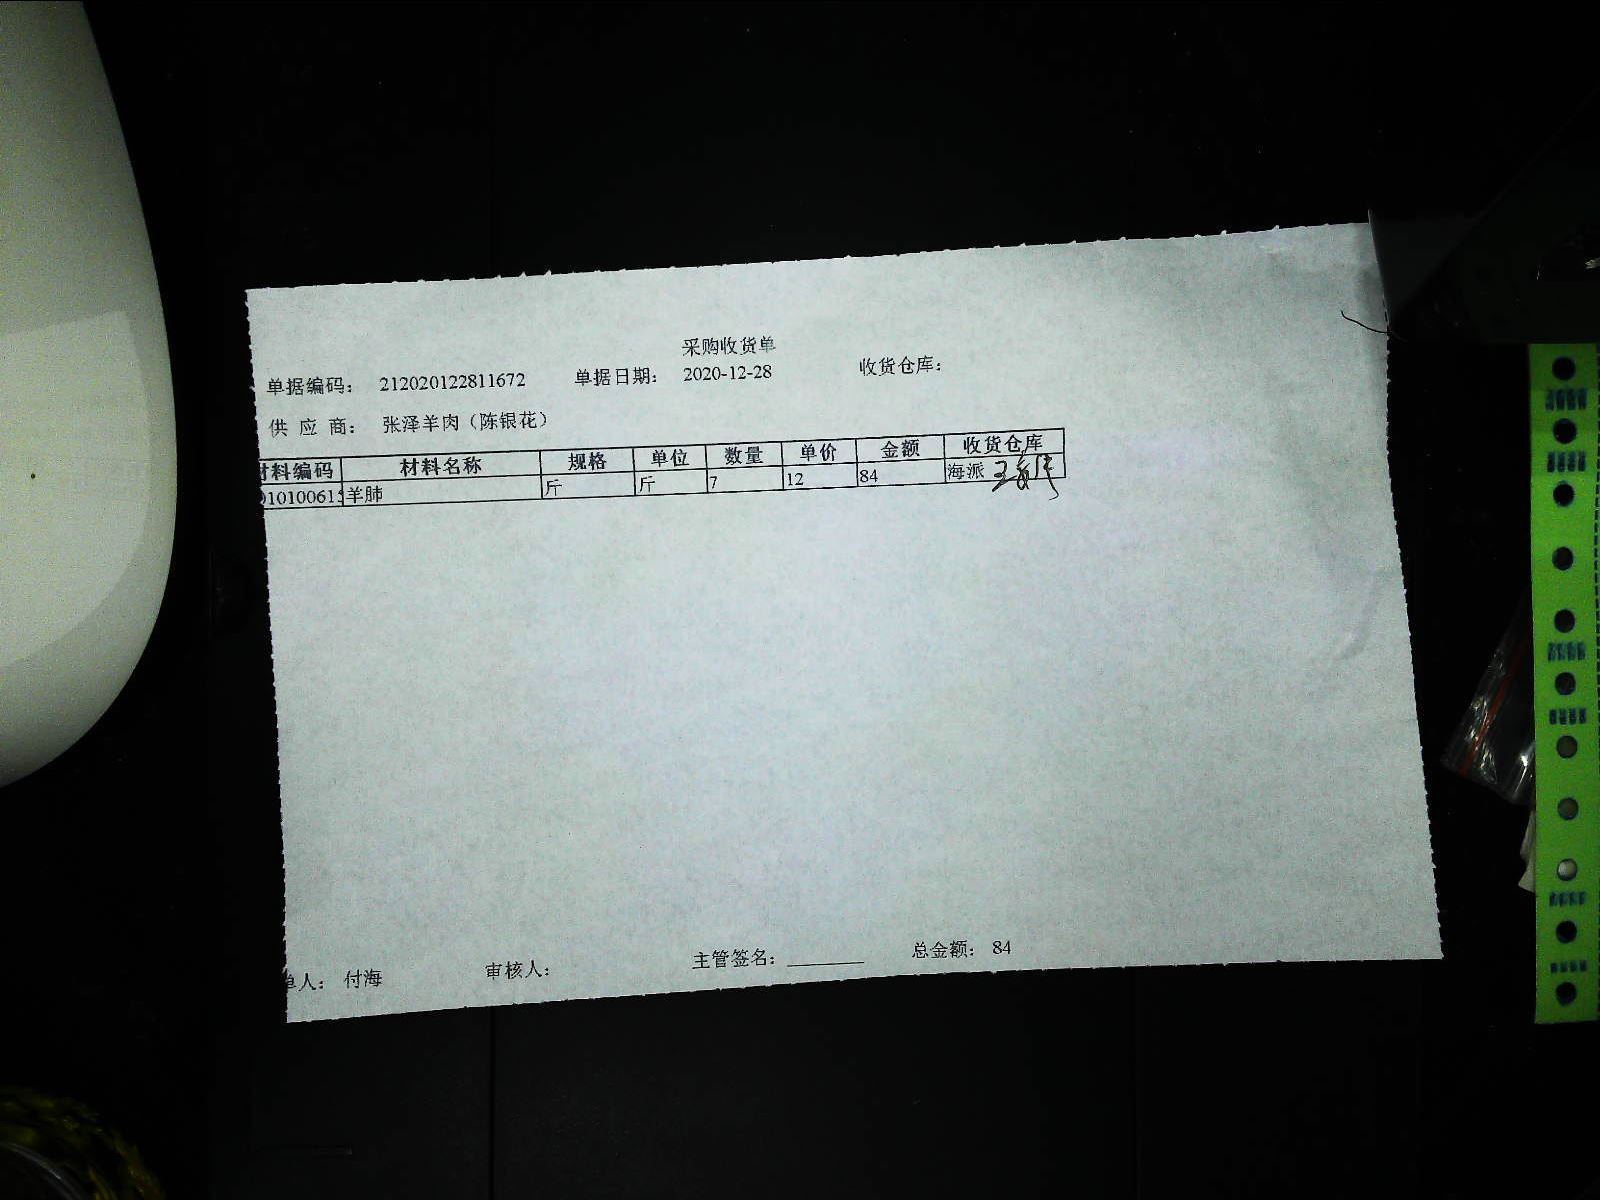 采购收货单
单据编码： 212020122811672 单据日期： 2020-12-28 收货仓库：
供 应 商： 张泽羊肉（陈银花）
材料编码 材料名称 规格 单位 数量 单价 金额 收货仓库
羊肺 斤 斤 7 12 84 海派
单人： 付海 审核人： 主管签名：________ 总金额： 84